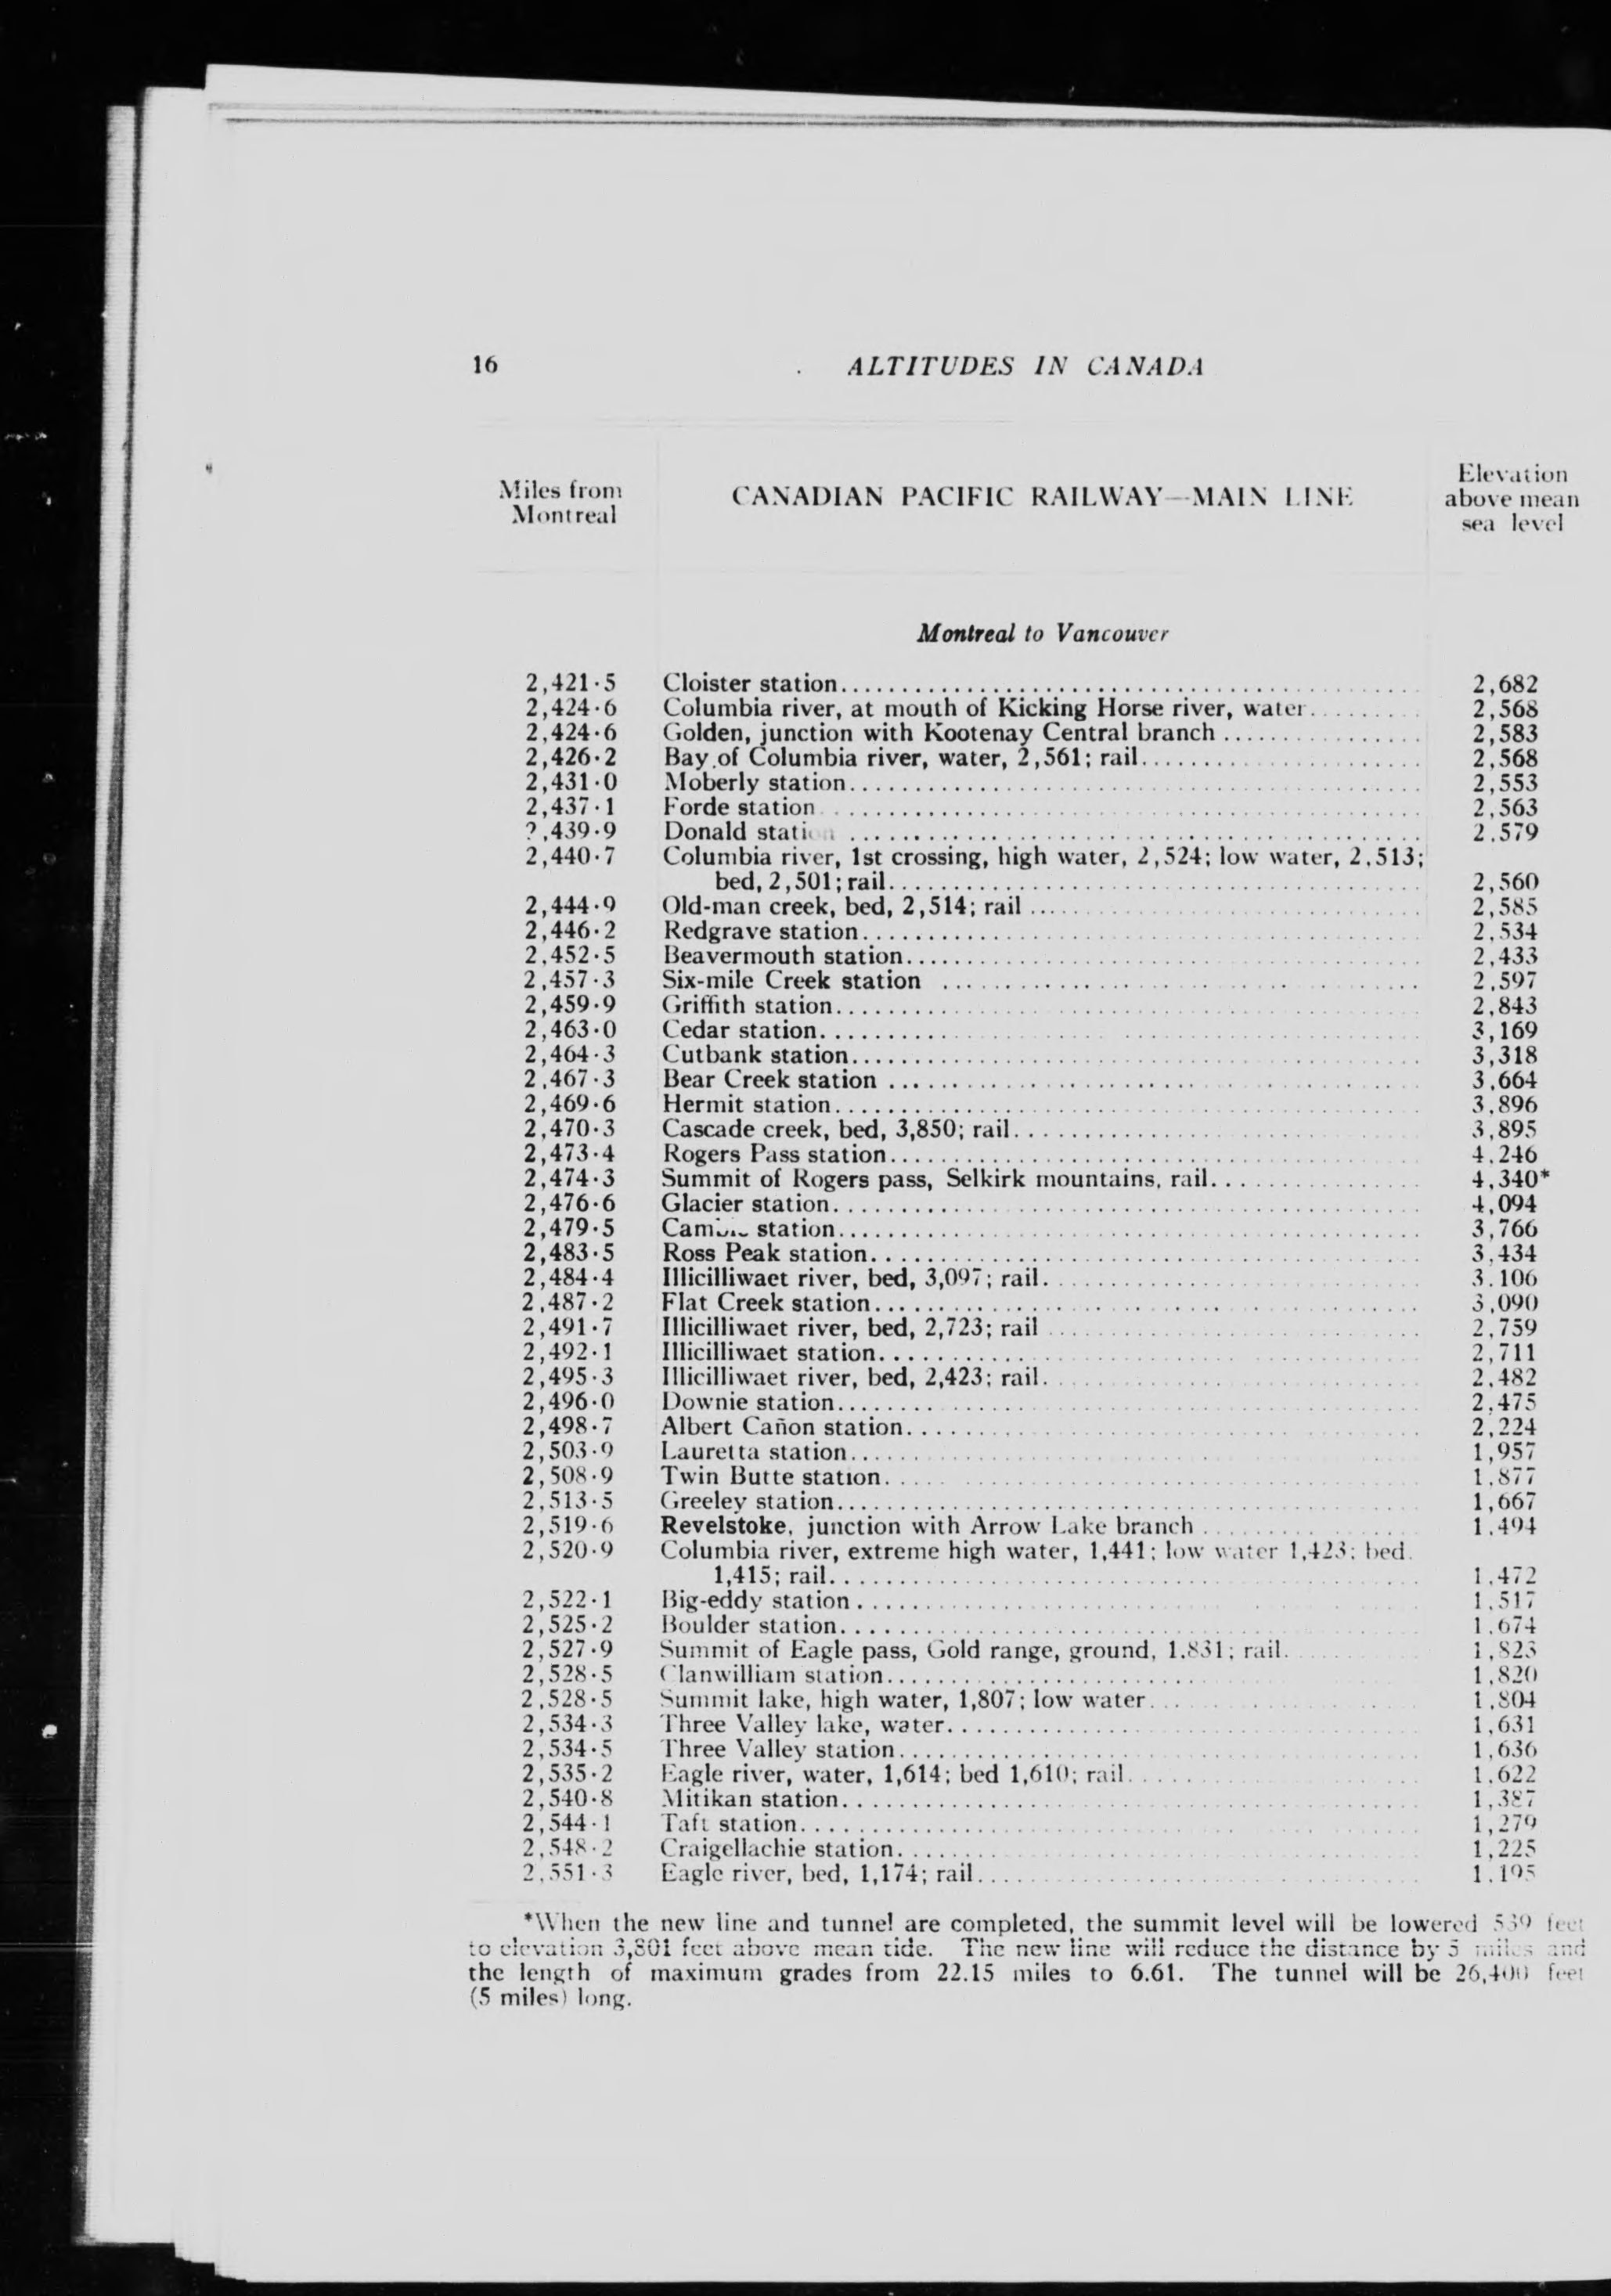 16 ALTITUDES IN CANADA
Miles from
Montreal
CANADIAN PACIFIC RAILWAY—MAIN LINE
Elevation
above mean
sea level
Montreal to Vancouver
2,421·5 Cloister station 2,682
2,424·6 Columbia river, at mouth of Kicking Horse river, water 2,568
2,424·6 Golden, junction with Kootenay Central branch 2,583
2,426·2 Bay of Columbia river, water, 2,561; rail 2,568
2,431·0 Moberly station 2,553
2,437·1 Forde station 2,563
,439·9 Donald station 2,579
2,440·7 Columbia river, 1st crossing, high water, 2,524; low water, 2,513;
bed, 2,501; rail 2,560
2,444·9 Old-man creek, bed, 2,514; rail 2,585
2,446·2 Redgrave station 2,534
2,452·5 Beavermouth station 2,433
2,457·3 Six-mile Creek station 2,597
2,459·9 Griffith station 2,843
2,463·0 Cedar station 3,169
2,464·3 Cutbank station 3,318
2,467·3 Bear Creek station 3,664
2,469·6 Hermit station 3,896
2,470·3 Cascade creek, bed, 3,850; rail 3,895
2,473·4 Rogers Pass station 4,246
2,474·3 Summit of Rogers pass, Selkirk mountains, rail 4,340*
2,476·6 Glacier station 4,094
2,479·5 station 3,766
2,483·5 Ross Peak station 3,434
2,484·4 Illicilliwaet river, bed, 3,097; rail 3,106
2,487·2 Flat Creek station 3,090
2,491·7 Illicilliwaet river, bed, 2,723; rail 2,759
2,492·1 Illicilliwaet station 2,711
2,495·3 Illicilliwaet river, bed, 2,423; rail 2,482
2,496·0 Downie station 2,475
2,498·7 Albert Cañon station 2,224
2,503·9 Lauretta station 1,957
2,508·9 Twin Butte station 1,877
2,513·5 Greeley station 1,667
2,519·6 Revelstoke, junction with Arrow Lake branch 1,494
2,520·9 Columbia river, extreme high water, 1,441; low water 1,423; bed,
1,415; rail 1,472
2,522·1 Big-eddy station 1,517
2,525·2 Boulder station 1,674
2,527·9 Summit of Eagle pass, Gold range, ground, 1,831; rail 1,823
2,528·5 Clanwilliam station 1,820
2,528·5 Summit lake, high water, 1,807; low water 1,804
2,534·3 Three Valley lake, water 1,631
2,534·5 Three Valley station 1,636
2,535·2 Eagle river, water, 1,614; bed 1,610; rail 1,622
2,540·8 Mitikan station 1,387
2,544·1 Taft station 1,279
2,548·2 Craigellachie station 1,225
2,551·3 Eagle river, bed, 1,174; rail 1,195
*When the new line and tunnel are completed, the summit level will be lowered 539 feet
to elevation 3,801 feet above mean tide. The new line will reduce the distance by 5 miles and
the length of maximum grades from 22.15 miles to 6.61. The tunnel will be 26,400 feet
(5 miles) long.